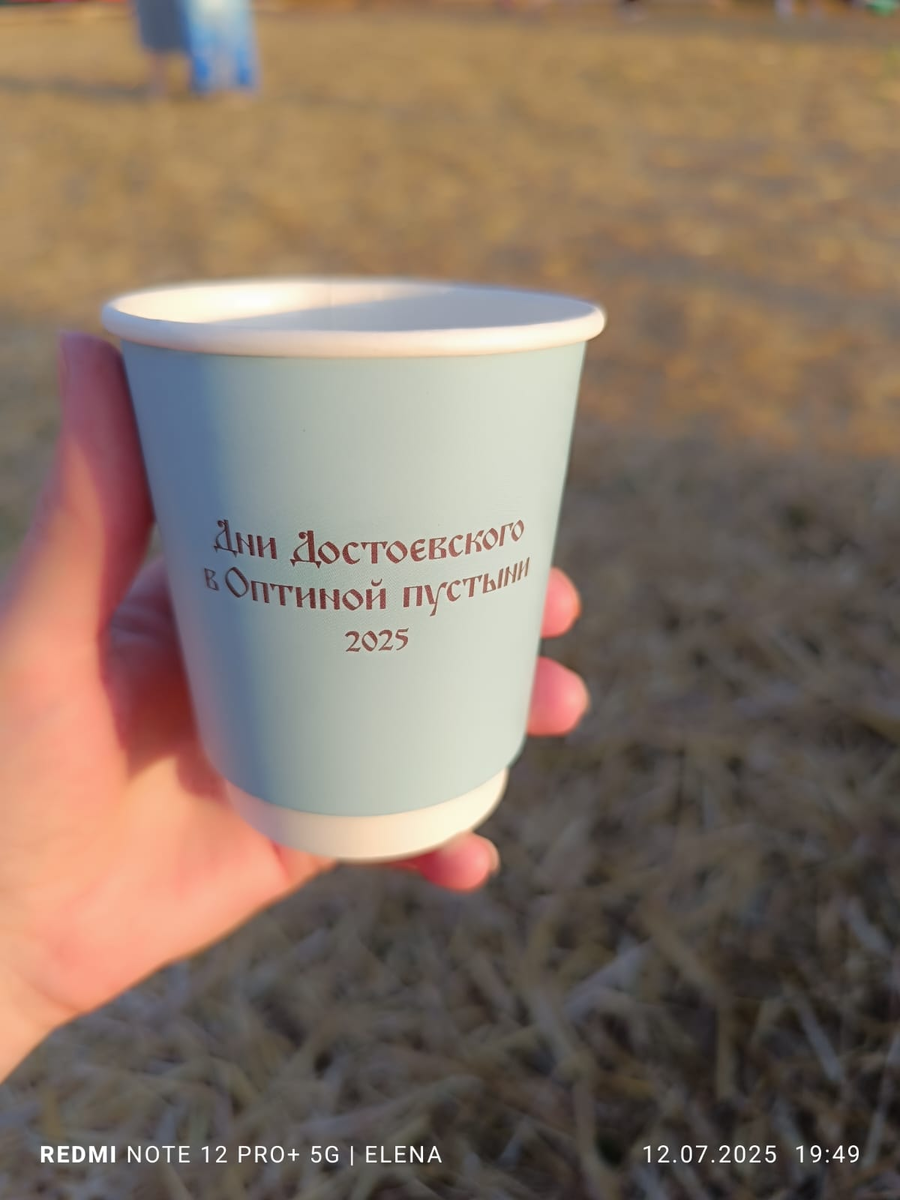 Дни Достоевского
в Оптиной пустыни
2025
REDMI NOTE 12 PRO+ 5G | ELENA
12.07.2025 19:49